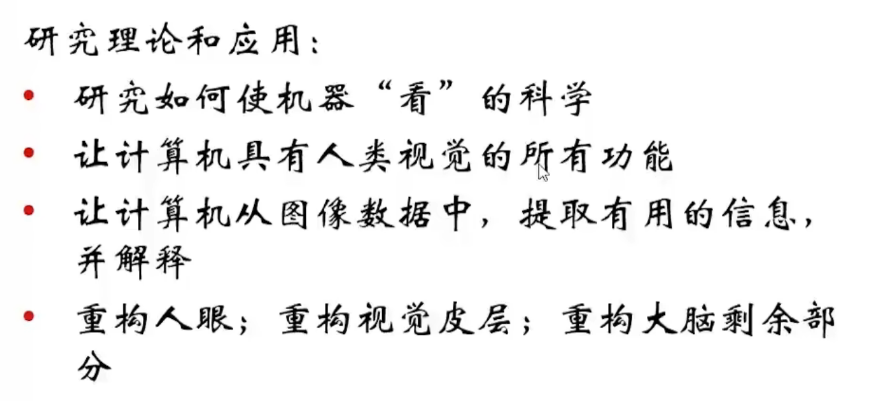 研究理论和应用：
• 研究如何使机器“看”的科学
• 让计算机具有人类视觉的所有功能
• 让计算机从图像数据中，提取有用的信息，
并解释
• 重构人眼；重构视觉皮层；重构大脑剩余部
分